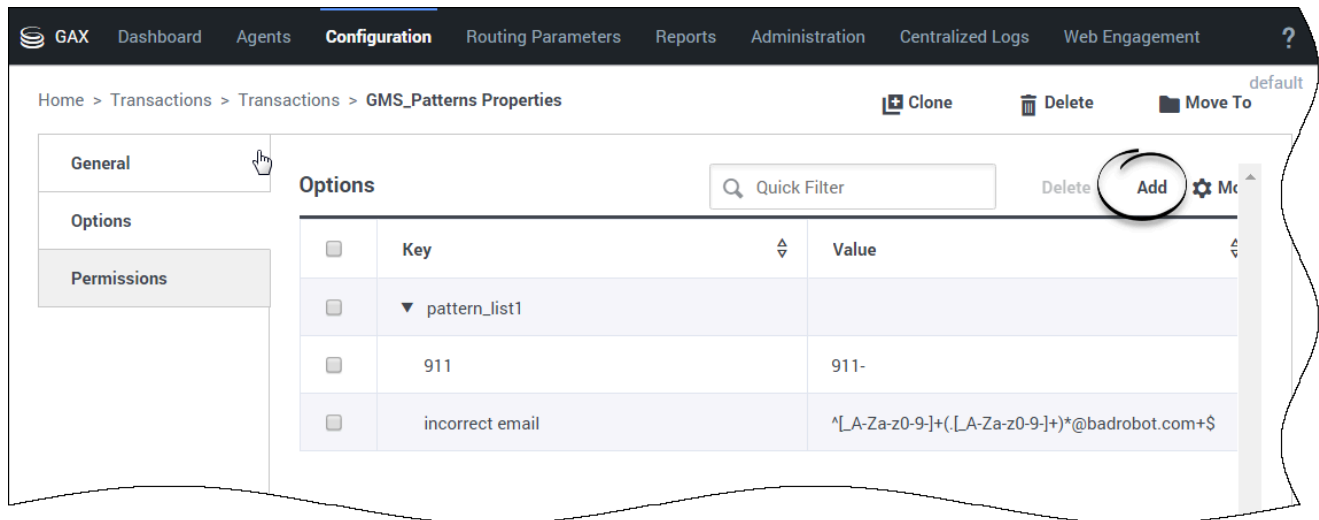 GAX Dashboard Agents Configuration Routing Parameters Reports Administration Centralized Logs Web Engagement ?
default
Home > Transactions > Transactions > GMS_Patterns Properties Clone Delete Move To
General
Options Quick Filter Delete Add Mo
Options
Key Value
Permissions
pattern_list1
911 911-
incorrect email ^[_A-Za-z0-9-]+(.[_A-Za-z0-9-]+)*@badrobot.com+$